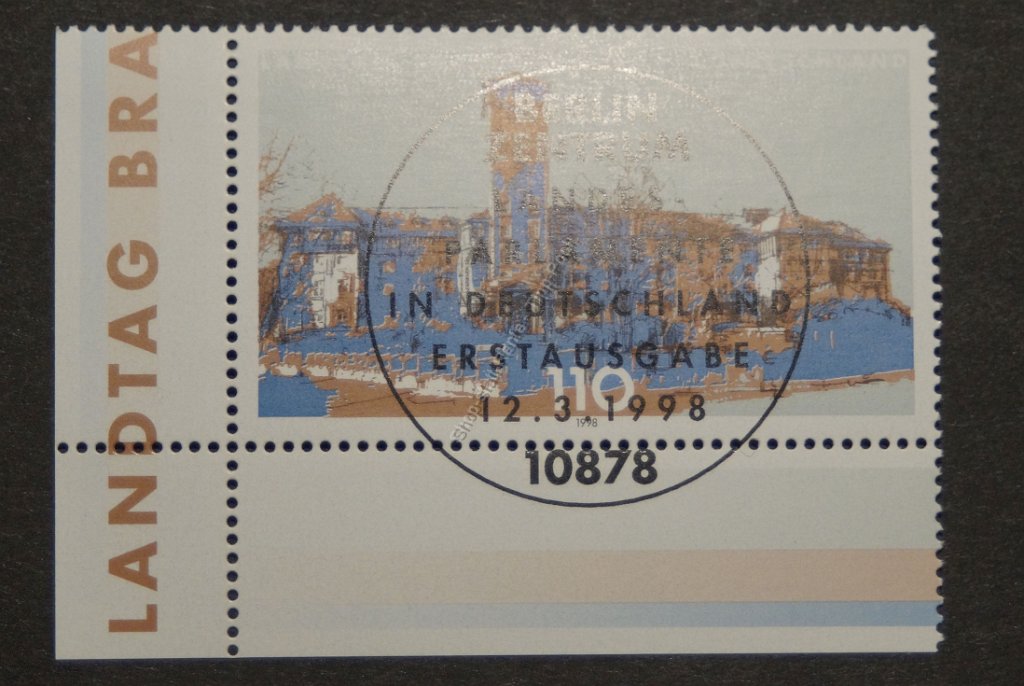 LANDTAG BRA
BERLIN
ZENTRUM
LANDES
PARLAMENTE
IN DEUTSCHLAND
ERSTAUSGABE
110
12.3.1998
1998
10878